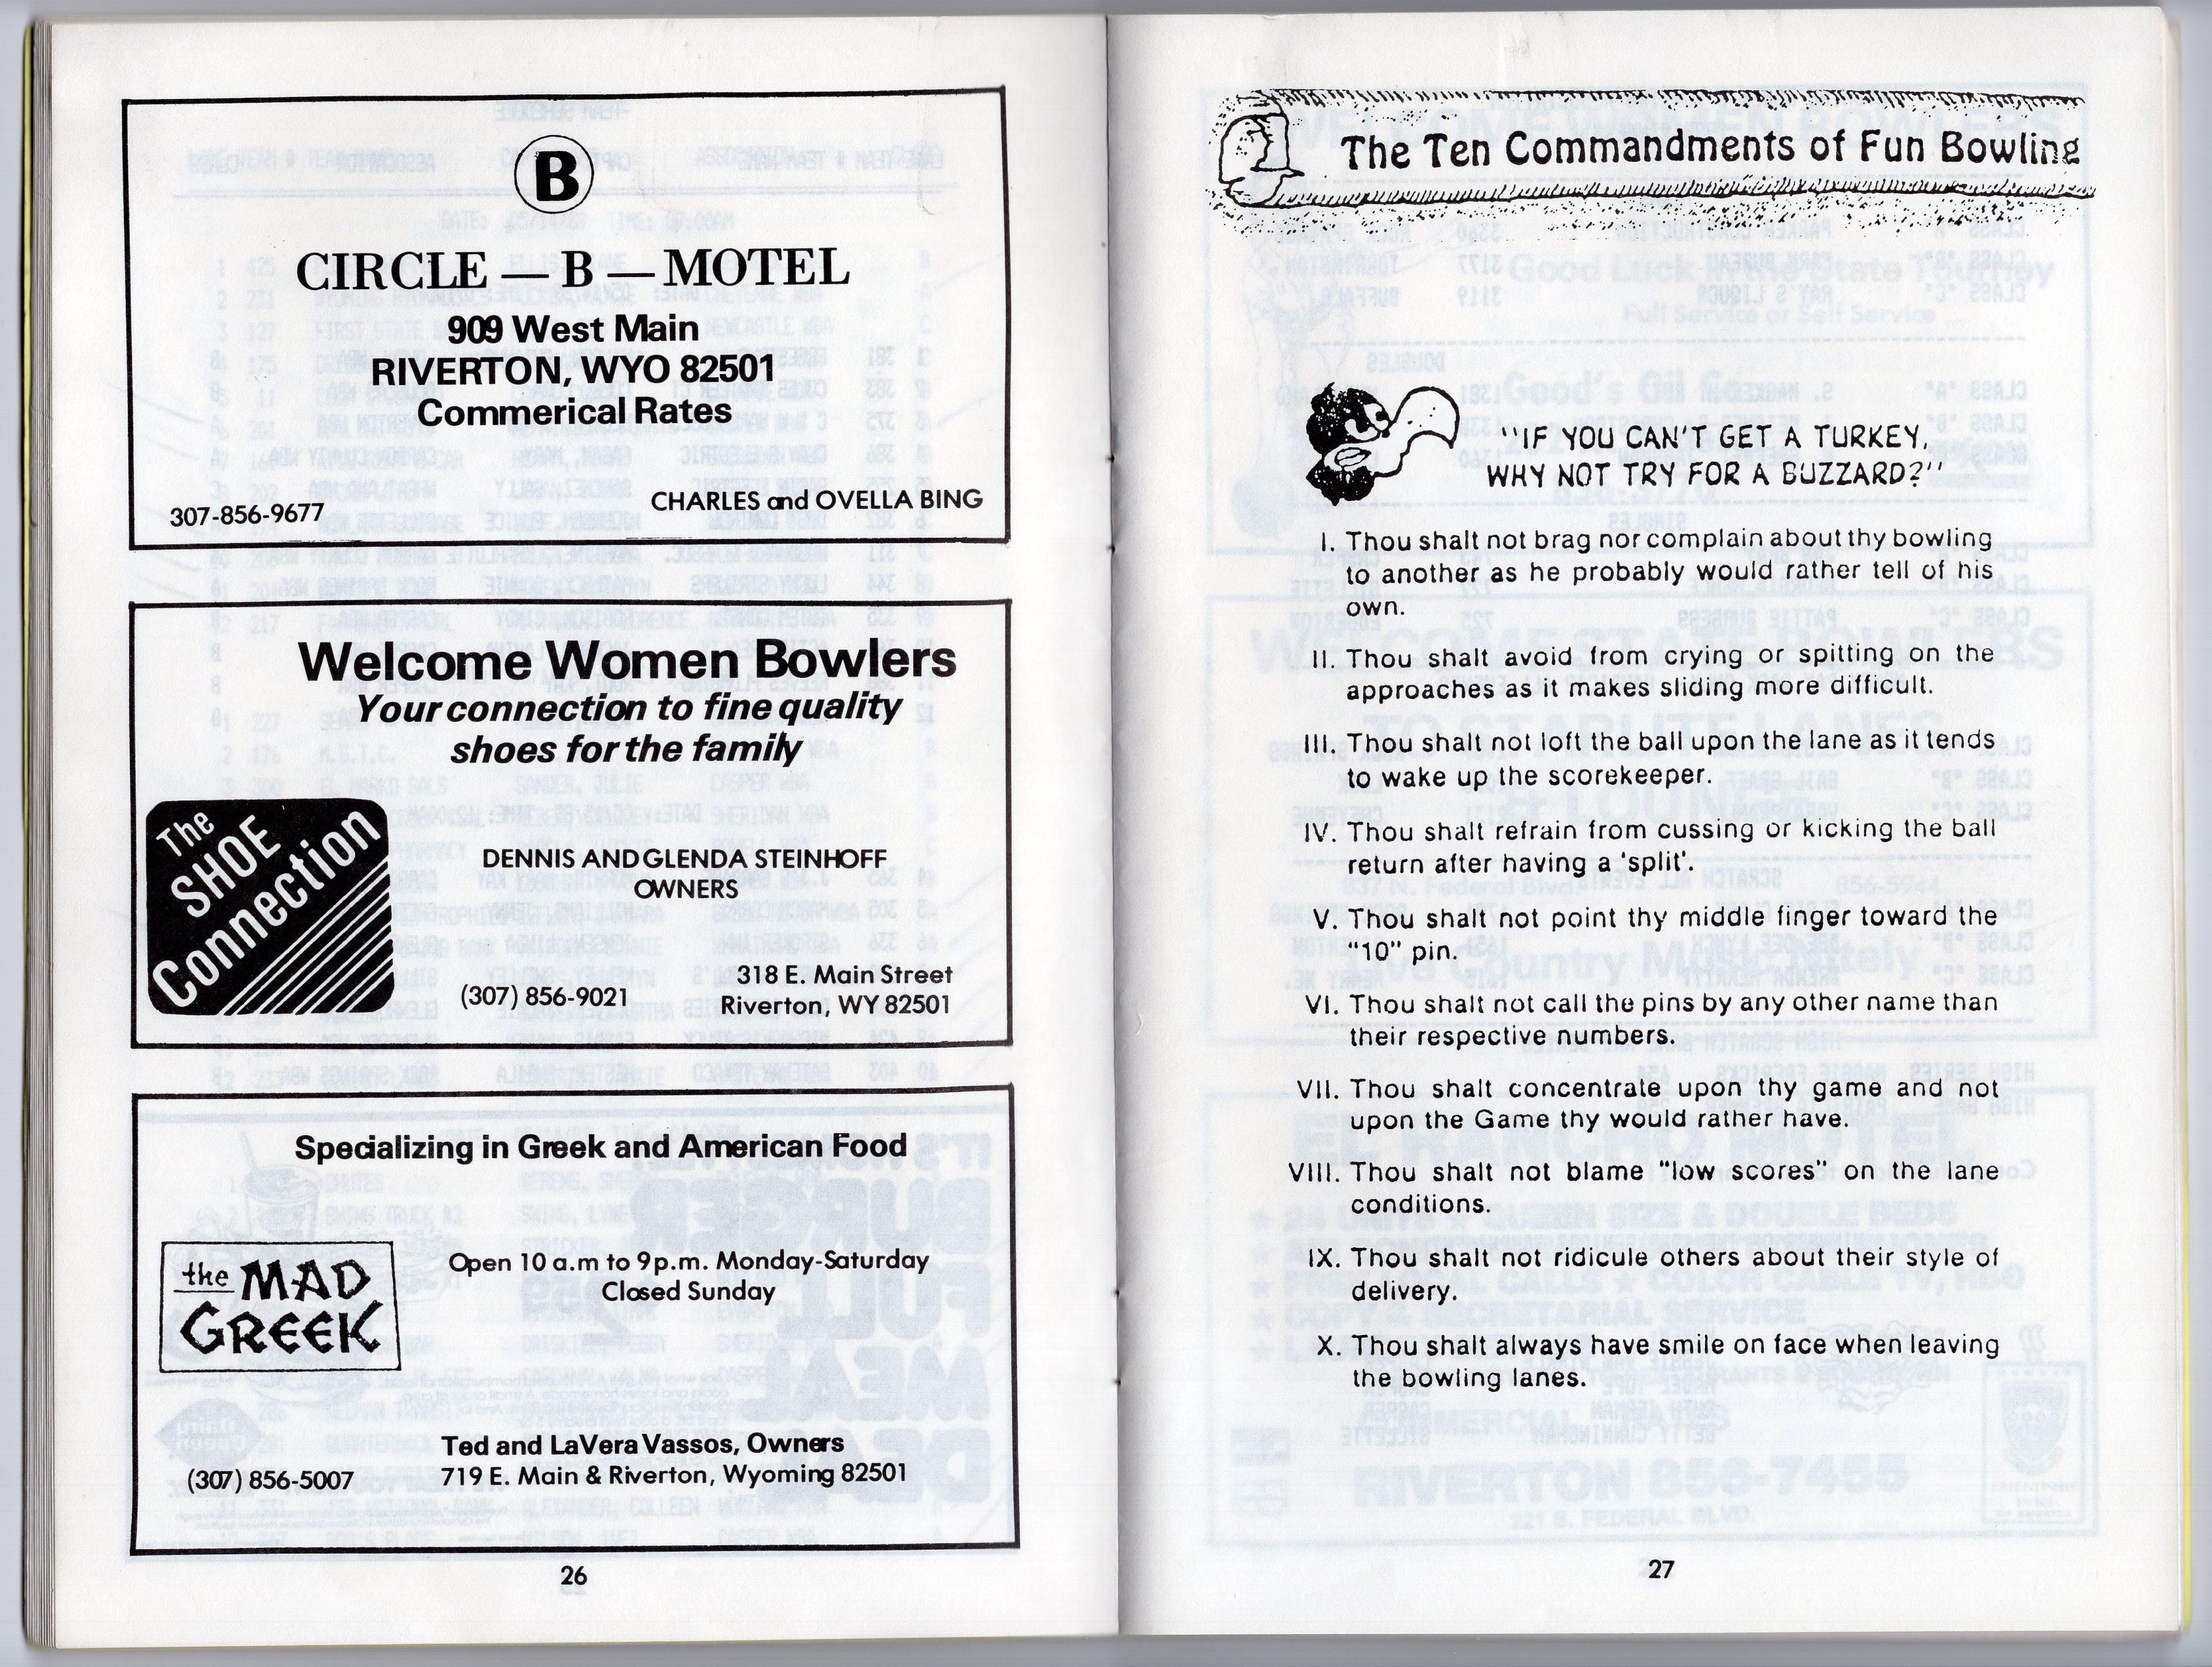 B
CIRCLE — B — MOTEL
909 West Main
RIVERTON, WYO 82501
Commerical Rates
307-856-9677
CHARLES and OVELLA BING
Welcome Women Bowlers
Your connection to fine quality
shoes for the family
The
SHOE
Connection
DENNIS AND GLENDA STEINHOFF
OWNERS
(307) 856-9021
318 E. Main Street
Riverton, WY 82501
Specializing in Greek and American Food
the MAD
GREEK
Open 10 a.m to 9 p.m. Monday-Saturday
Closed Sunday
Ted and LaVera Vassos, Owners
(307) 856-5007
719 E. Main & Riverton, Wyoming 82501
26
The Ten Commandments of Fun Bowling
"IF YOU CAN'T GET A TURKEY,
WHY NOT TRY FOR A BUZZARD?"
I. Thou shalt not brag nor complain about thy bowling
to another as he probably would rather tell of his
own.
II. Thou shalt avoid from crying or spitting on the
approaches as it makes sliding more difficult.
III. Thou shalt not loft the ball upon the lane as it tends
to wake up the scorekeeper.
IV. Thou shalt refrain from cussing or kicking the ball
return after having a 'split'.
V. Thou shalt not point thy middle finger toward the
"10" pin.
VI. Thou shalt not call the pins by any other name than
their respective numbers.
VII. Thou shalt concentrate upon thy game and not
upon the Game thy would rather have.
VIII. Thou shalt not blame "low scores" on the lane
conditions.
IX. Thou shalt not ridicule others about their style of
delivery.
X. Thou shalt always have smile on face when leaving
the bowling lanes.
27